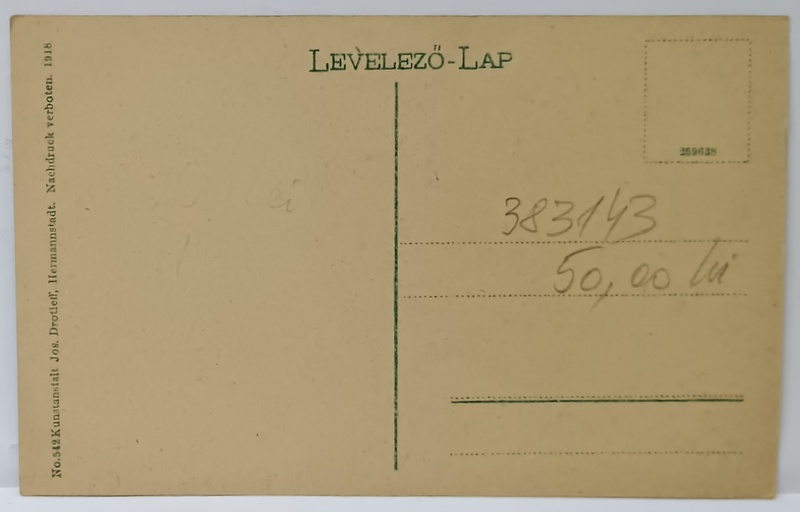 LEVELEZŐ-LAP
259638
383143
50,00 lei
No.542 Kunstanstalt Jos. Drotleff, Hermannstadt. Nachdruck verboten. 1918